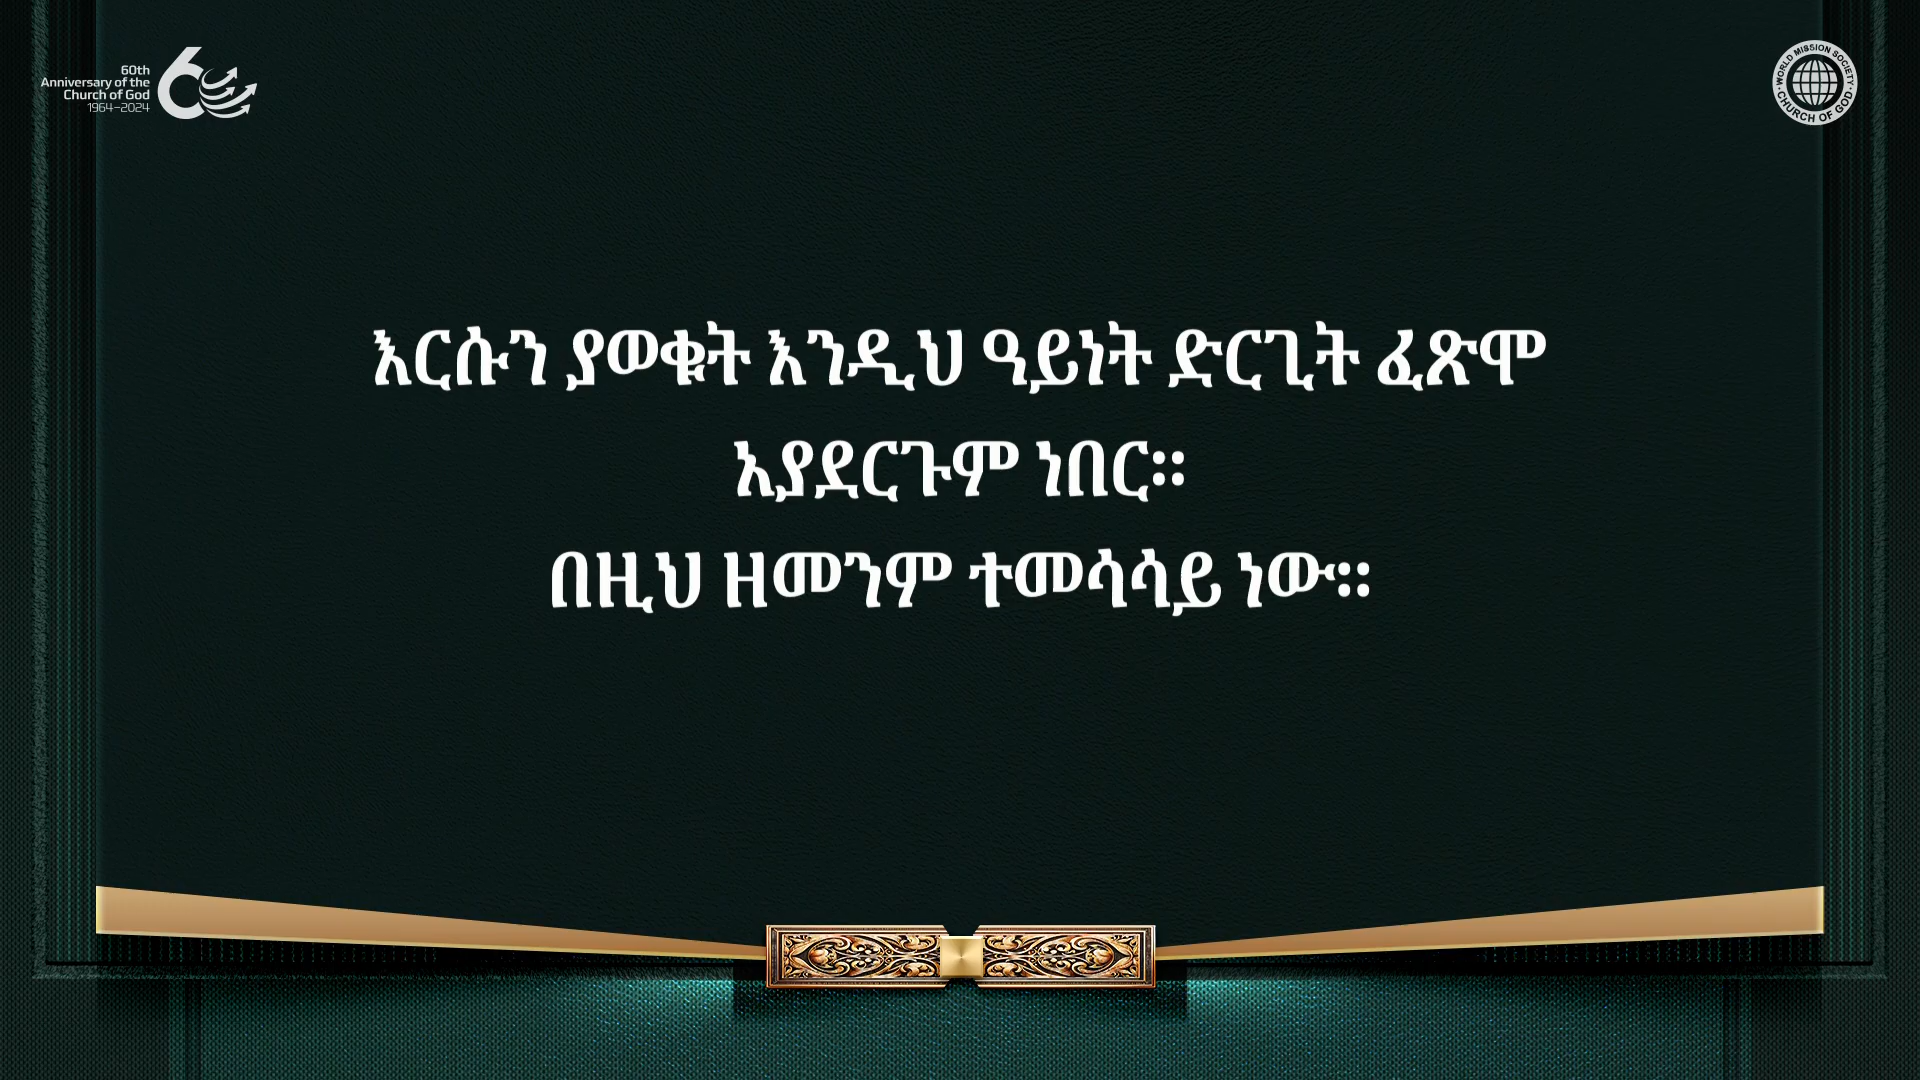 60th
Anniversary of the
Church of God
1964–2024
WORLD MISSION SOCIETY
CHURCH OF GOD
እርሱን ያወቁት እንዲህ ዓይነት ድርጊት ፈጽሞ
አያደርጉም ነበር።
በዚህ ዘመንም ተመሳሳይ ነው።